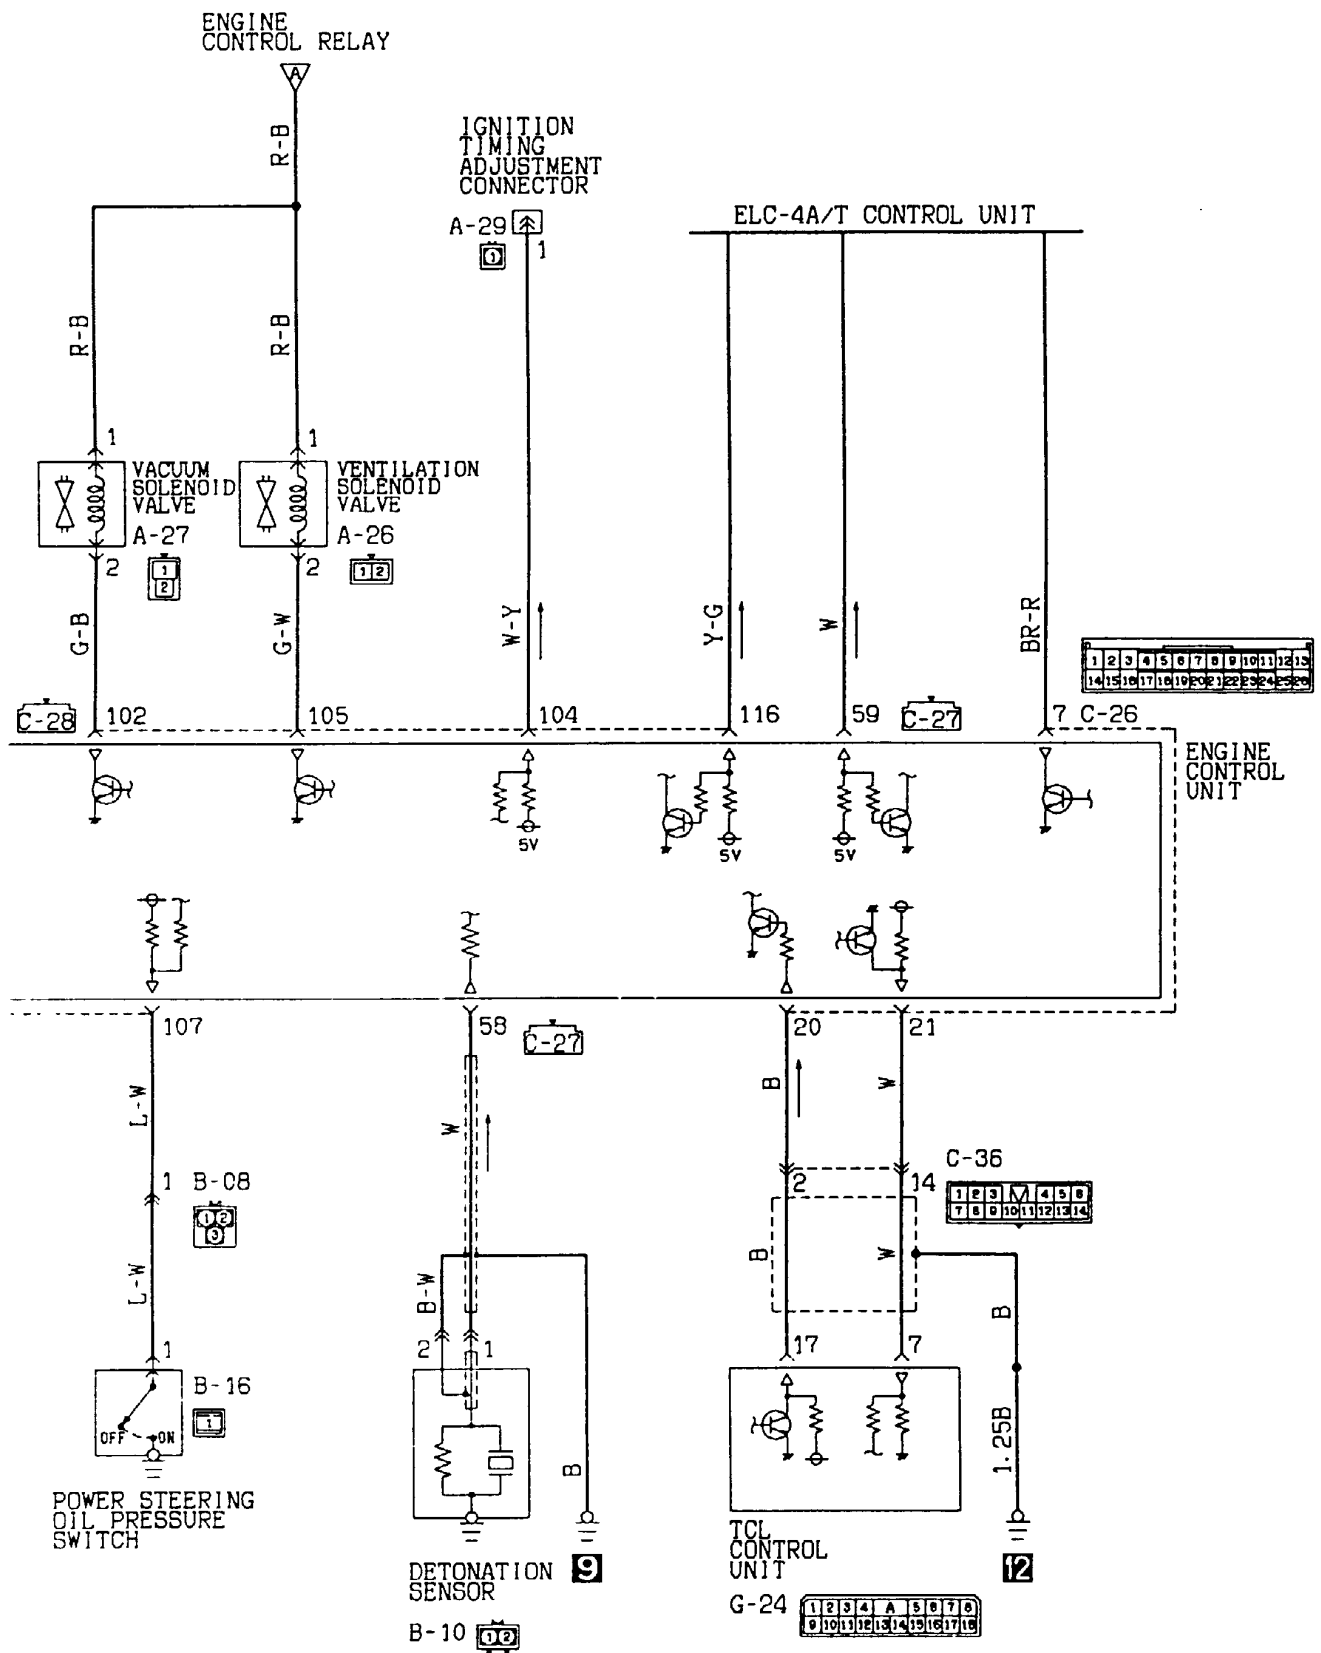 ENGINE
CONTROL RELAY
A
R-B
IGNITION
TIMING
ADJUSTMENT
CONNECTOR
A-29
1
1
ELC-4A/T CONTROL UNIT
R-B
R-B
1
1
VACUUM
SOLENOID
VALVE
A-27
1
2
2
VENTILATION
SOLENOID
VALVE
A-26
1 2
2
G-B
G-W
W-Y
Y-G
W
BR-R
1 2 3 4 5 6 7 8 9 10 11 12 13
14 15 16 17 18 19 20 21 22 23 24 25 26
C-28
102
105
104
116
59
C-27
7
C-26
ENGINE
CONTROL
UNIT
5V
5V
5V
107
58
C-27
20
21
L-W
W
B
W
1
B-08
1 2
3
2
14
C-36
1 2 3 4 5 6
7 8 9 10 11 12 13 14
L-W
B-W
B
W
B
1
2
1
17
7
B-16
1
OFF
ON
B
1.25B
POWER STEERING
OIL PRESSURE
SWITCH
DETONATION
SENSOR
9
B-10
1 2
TCL
CONTROL
UNIT
12
G-24
1 2 3 4 A 5 6 7 8
9 10 11 12 13 14 15 16 17 18